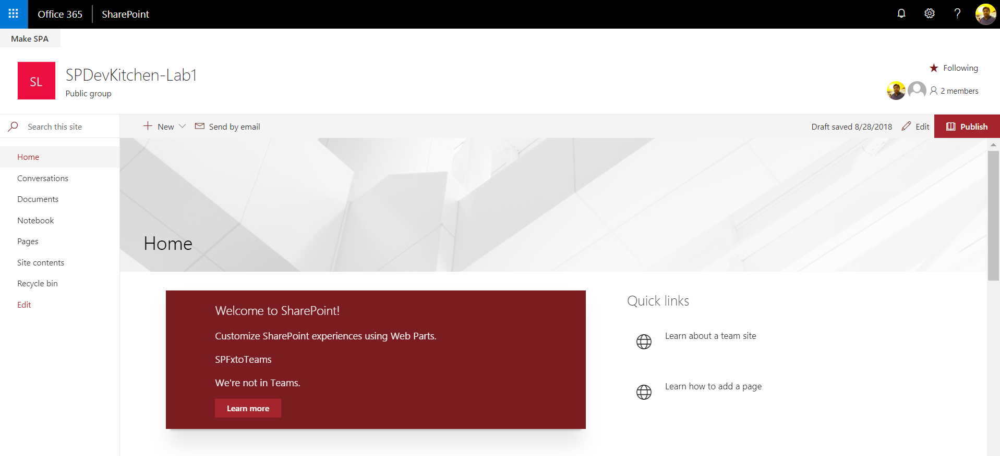 Office 365 SharePoint
Make SPA
SL
SPDevKitchen-Lab1
Public group
Following
2 members
Search this site
New
Send by email
Draft saved 8/28/2018
Edit
Publish
Home
Conversations
Documents
Notebook
Pages
Site contents
Recycle bin
Edit
Home
Welcome to SharePoint!
Customize SharePoint experiences using Web Parts.
SPFxtoTeams
We're not in Teams.
Learn more
Quick links
Learn about a team site
Learn how to add a page